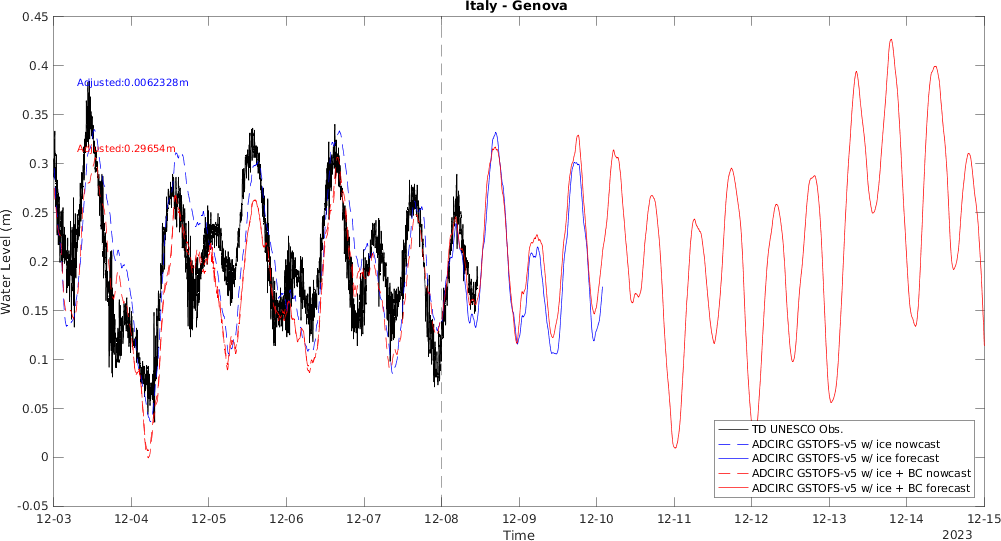 Italy - Genova
Adjusted:0.0062328m
Adjusted:0.29654m
Water Level (m)
0.45
0.4
0.35
0.3
0.25
0.2
0.15
0.1
0.05
0
-0.05
TD UNESCO Obs.
ADCIRC GSTOFS-v5 w/ ice nowcast
ADCIRC GSTOFS-v5 w/ ice forecast
ADCIRC GSTOFS-v5 w/ ice + BC nowcast
ADCIRC GSTOFS-v5 w/ ice + BC forecast
12-03 12-04 12-05 12-06 12-07 12-08 12-09 12-10 12-11 12-12 12-13 12-14 12-15
Time
2023